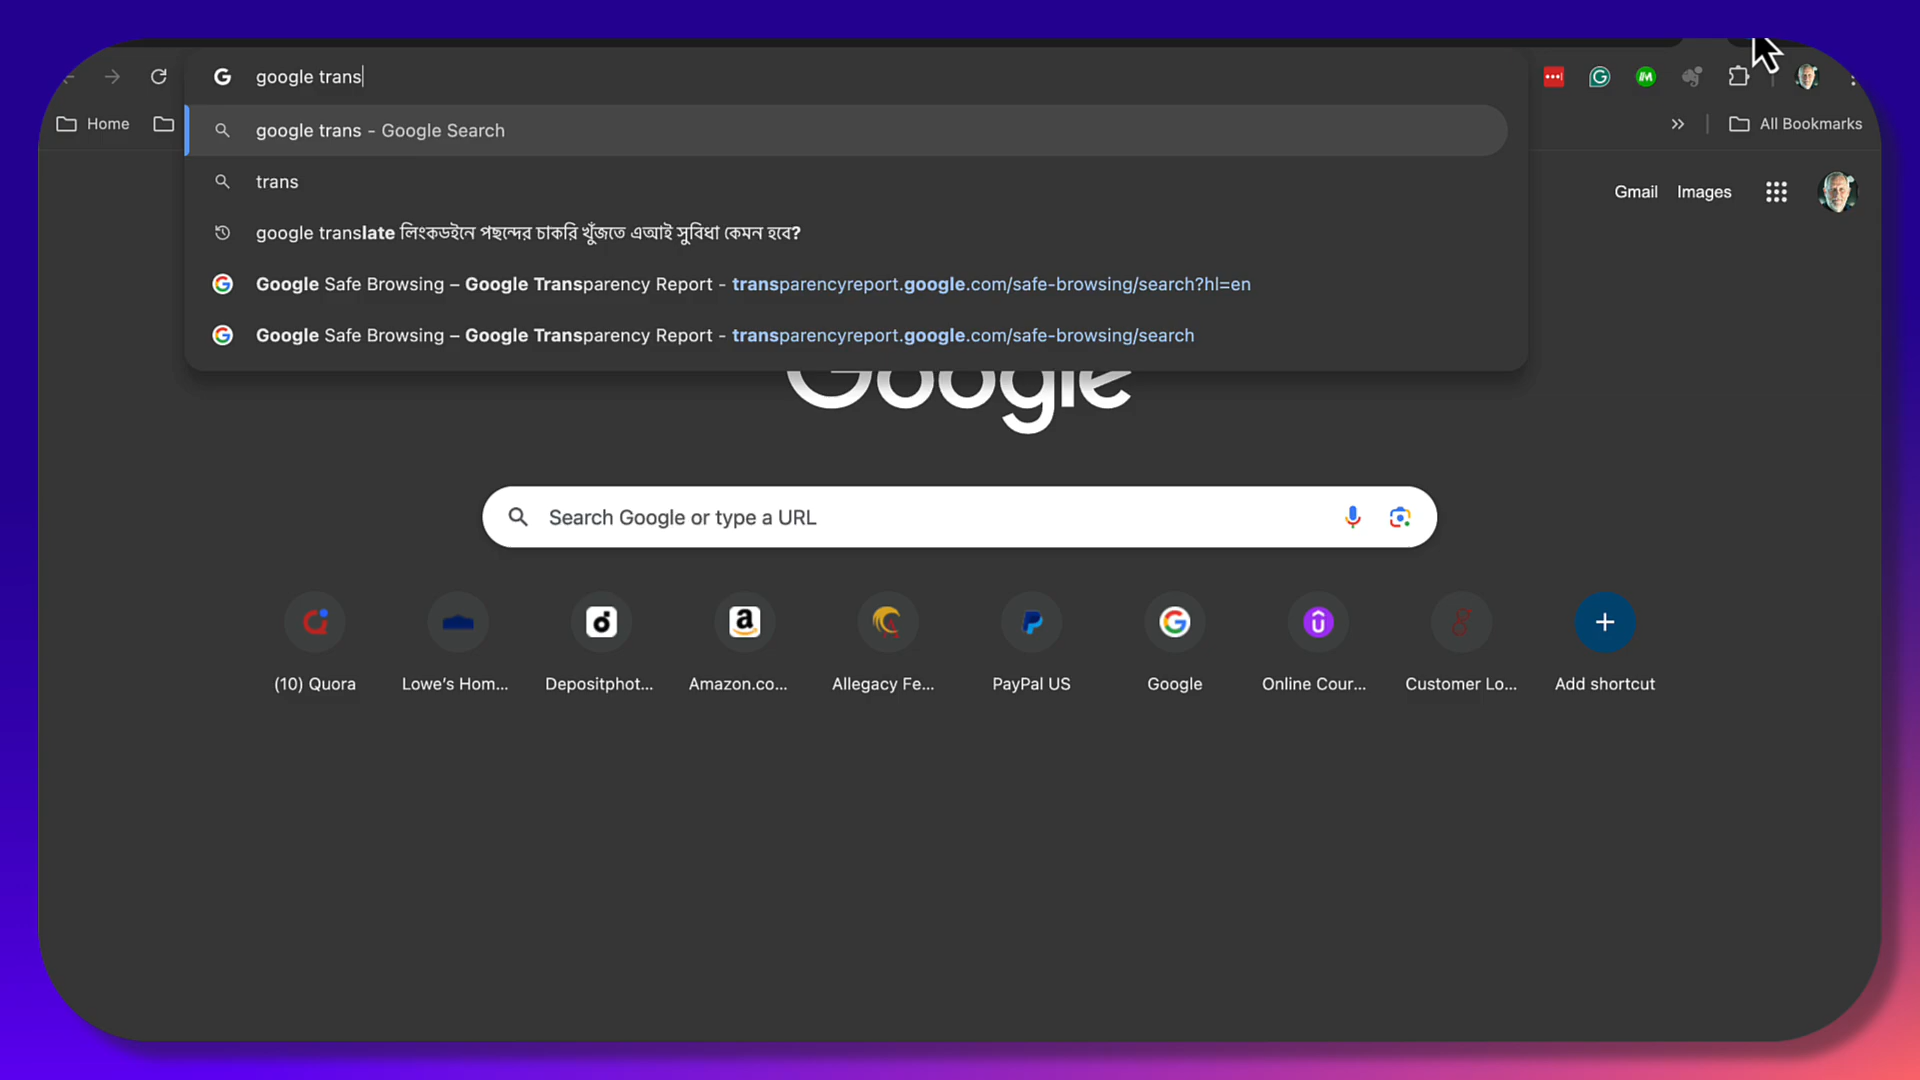 google trans
google trans - Google Search
trans
google translate লিংকডইনে পছন্দের চাকরি খুঁজতে এআই সুবিধা কেমন হবে?
Google Safe Browsing – Google Transparency Report - transparencyreport.google.com/safe-browsing/search?hl=en
Google Safe Browsing – Google Transparency Report - transparencyreport.google.com/safe-browsing/search
Home
All Bookmarks
Gmail Images
Google
Search Google or type a URL
(10) Quora
Lowe's Hom...
Depositphot...
Amazon.co...
Allegacy Fe...
PayPal US
Google
Online Cour...
Customer Lo...
Add shortcut